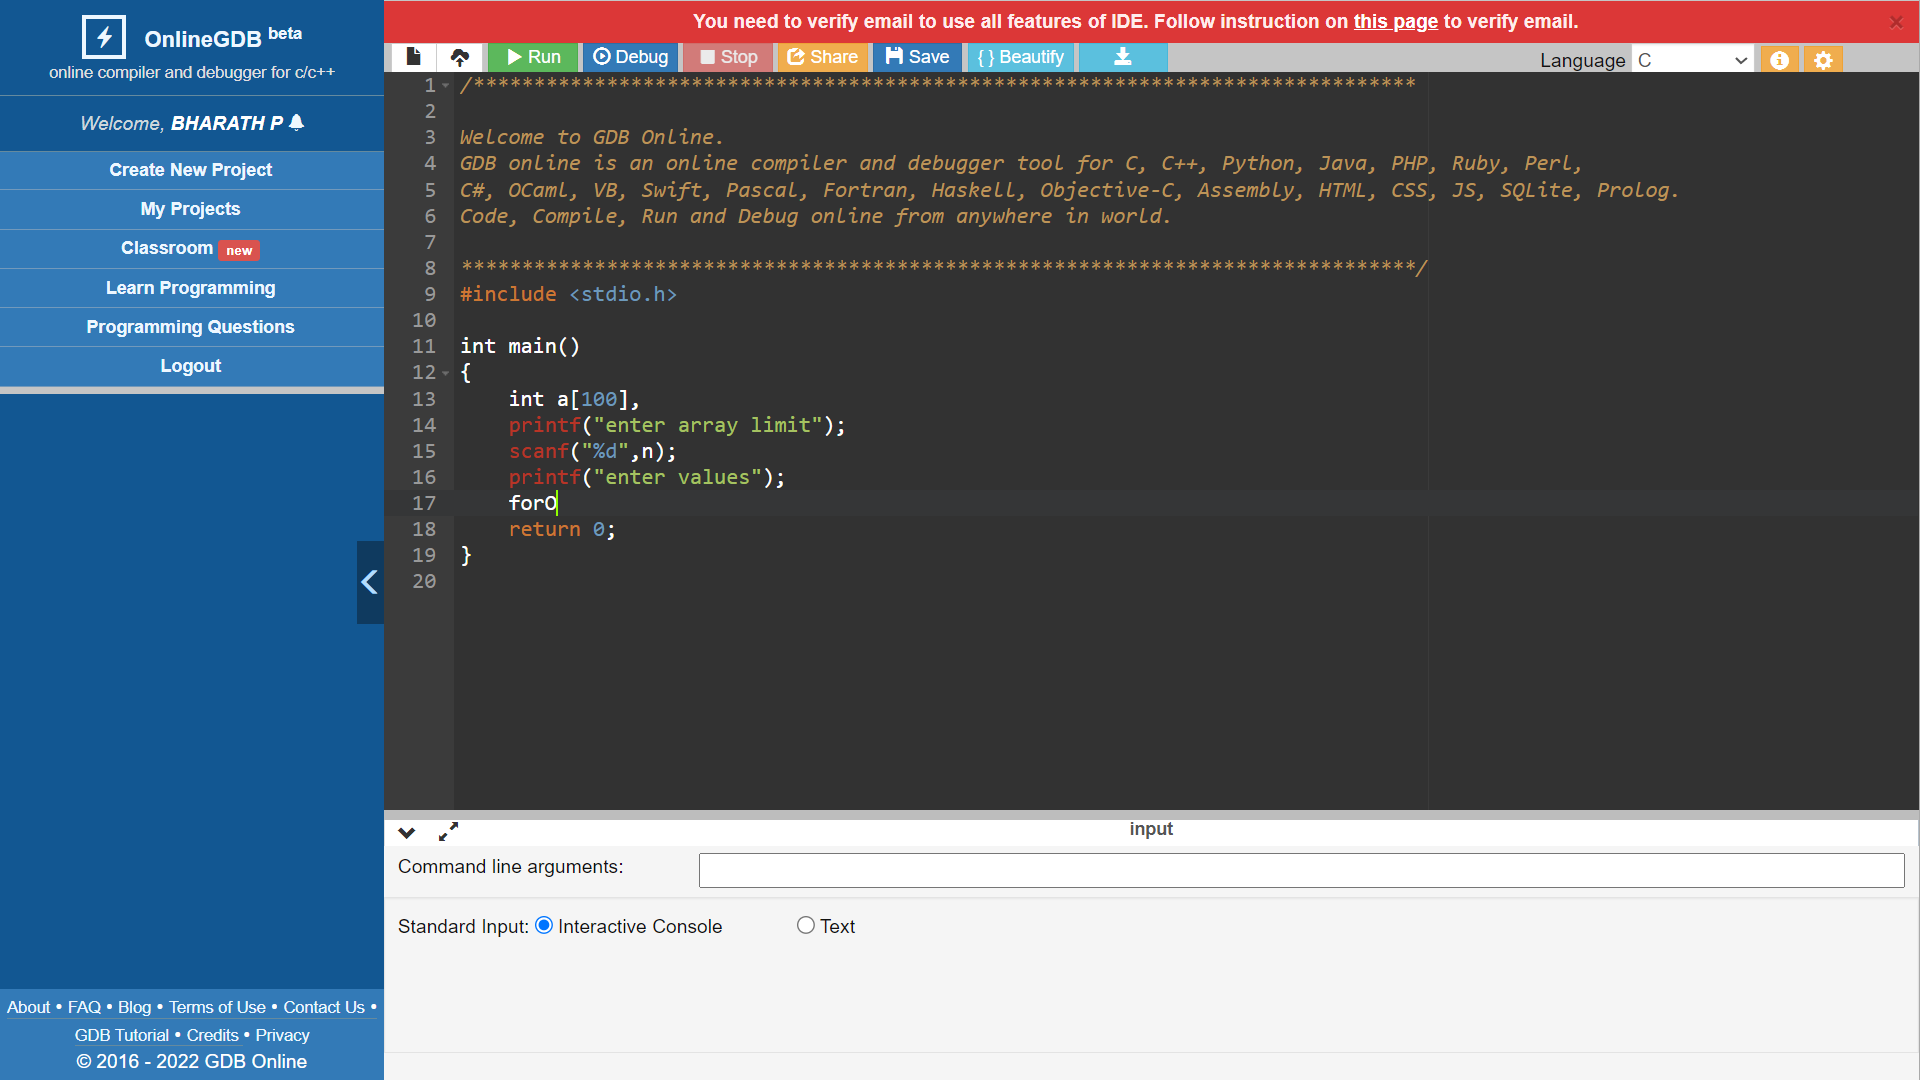 OnlineGDB beta
online compiler and debugger for c/c++
Welcome, BHARATH P
Create New Project
My Projects
Classroom new
Learn Programming
Programming Questions
Logout
About • FAQ • Blog • Terms of Use • Contact Us •
GDB Tutorial • Credits • Privacy
© 2016 - 2022 GDB Online
You need to verify email to use all features of IDE. Follow instruction on this page to verify email. ×
Run Debug Stop Share Save { } Beautify Language C
1 /******************************************************************************
2
3 Welcome to GDB Online.
4 GDB online is an online compiler and debugger tool for C, C++, Python, Java, PHP, Ruby, Perl,
5 C#, OCaml, VB, Swift, Pascal, Fortran, Haskell, Objective-C, Assembly, HTML, CSS, JS, SQLite, Prolog.
6 Code, Compile, Run and Debug online from anywhere in world.
7
8 *******************************************************************************/
9 #include <stdio.h>
10
11 int main()
12 {
13 int a[100],
14 printf("enter array limit");
15 scanf("%d",n);
16 printf("enter values");
17 forO
18 return 0;
19 }
20
input
Command line arguments:
Standard Input: Interactive Console Text